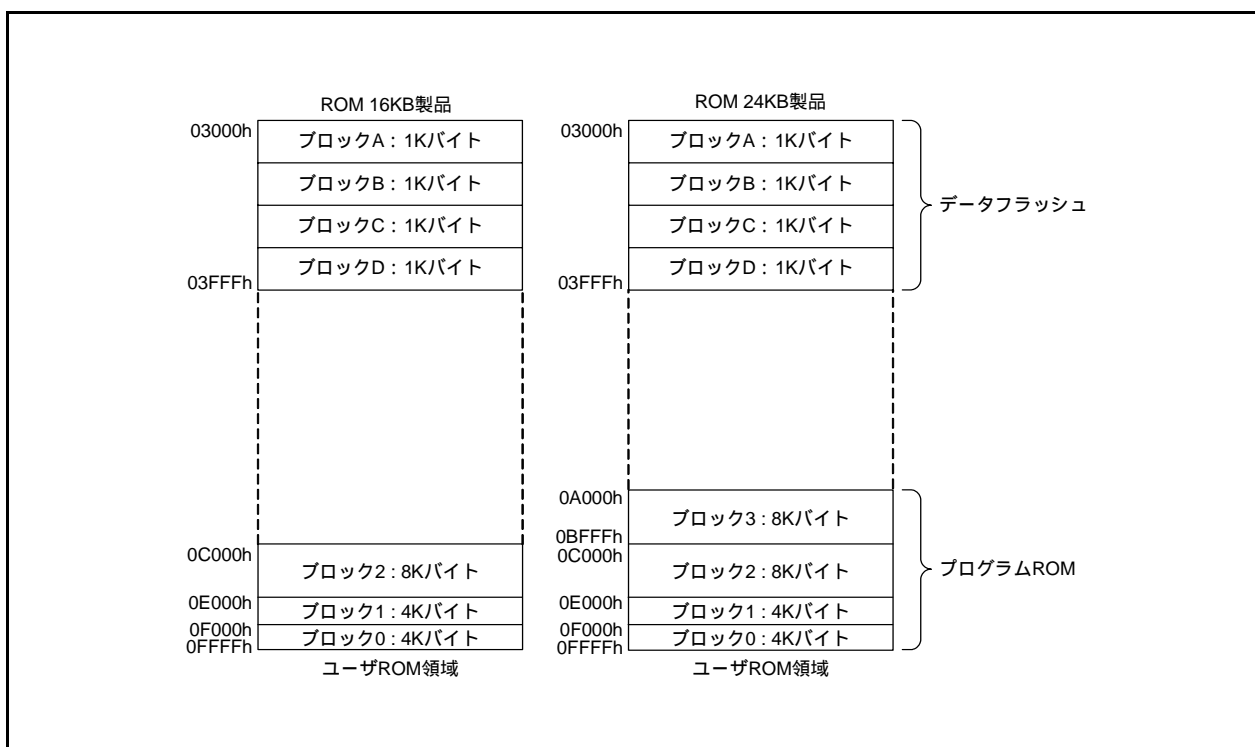 ROM 16KB製品
03000h
ブロックA : 1Kバイト
ブロックB : 1Kバイト
ブロックC : 1Kバイト
ブロックD : 1Kバイト
03FFFh
0C000h
ブロック2 : 8Kバイト
0E000h
ブロック1 : 4Kバイト
0F000h
ブロック0 : 4Kバイト
0FFFFh
ユーザROM領域
ROM 24KB製品
03000h
ブロックA : 1Kバイト
ブロックB : 1Kバイト
ブロックC : 1Kバイト
ブロックD : 1Kバイト
03FFFh
データフラッシュ
0A000h
ブロック3 : 8Kバイト
0BFFFh
0C000h
ブロック2 : 8Kバイト
0E000h
ブロック1 : 4Kバイト
0F000h
ブロック0 : 4Kバイト
0FFFFh
プログラムROM
ユーザROM領域